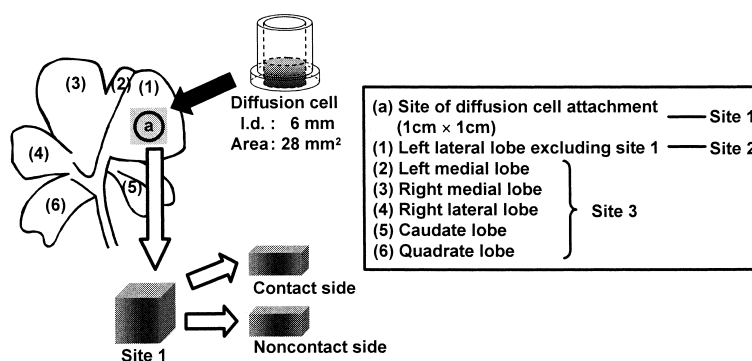 (3)
(2)
(1)
a
(4)
(5)
(6)
Diffusion cell
I.d. : 6 mm
Area: 28 mm²
Contact side
Noncontact side
Site 1
(a) Site of diffusion cell attachment
(1cm × 1cm)
Site 1
(1) Left lateral lobe excluding site 1
Site 2
(2) Left medial lobe
(3) Right medial lobe
(4) Right lateral lobe
(5) Caudate lobe
(6) Quadrate lobe
Site 3